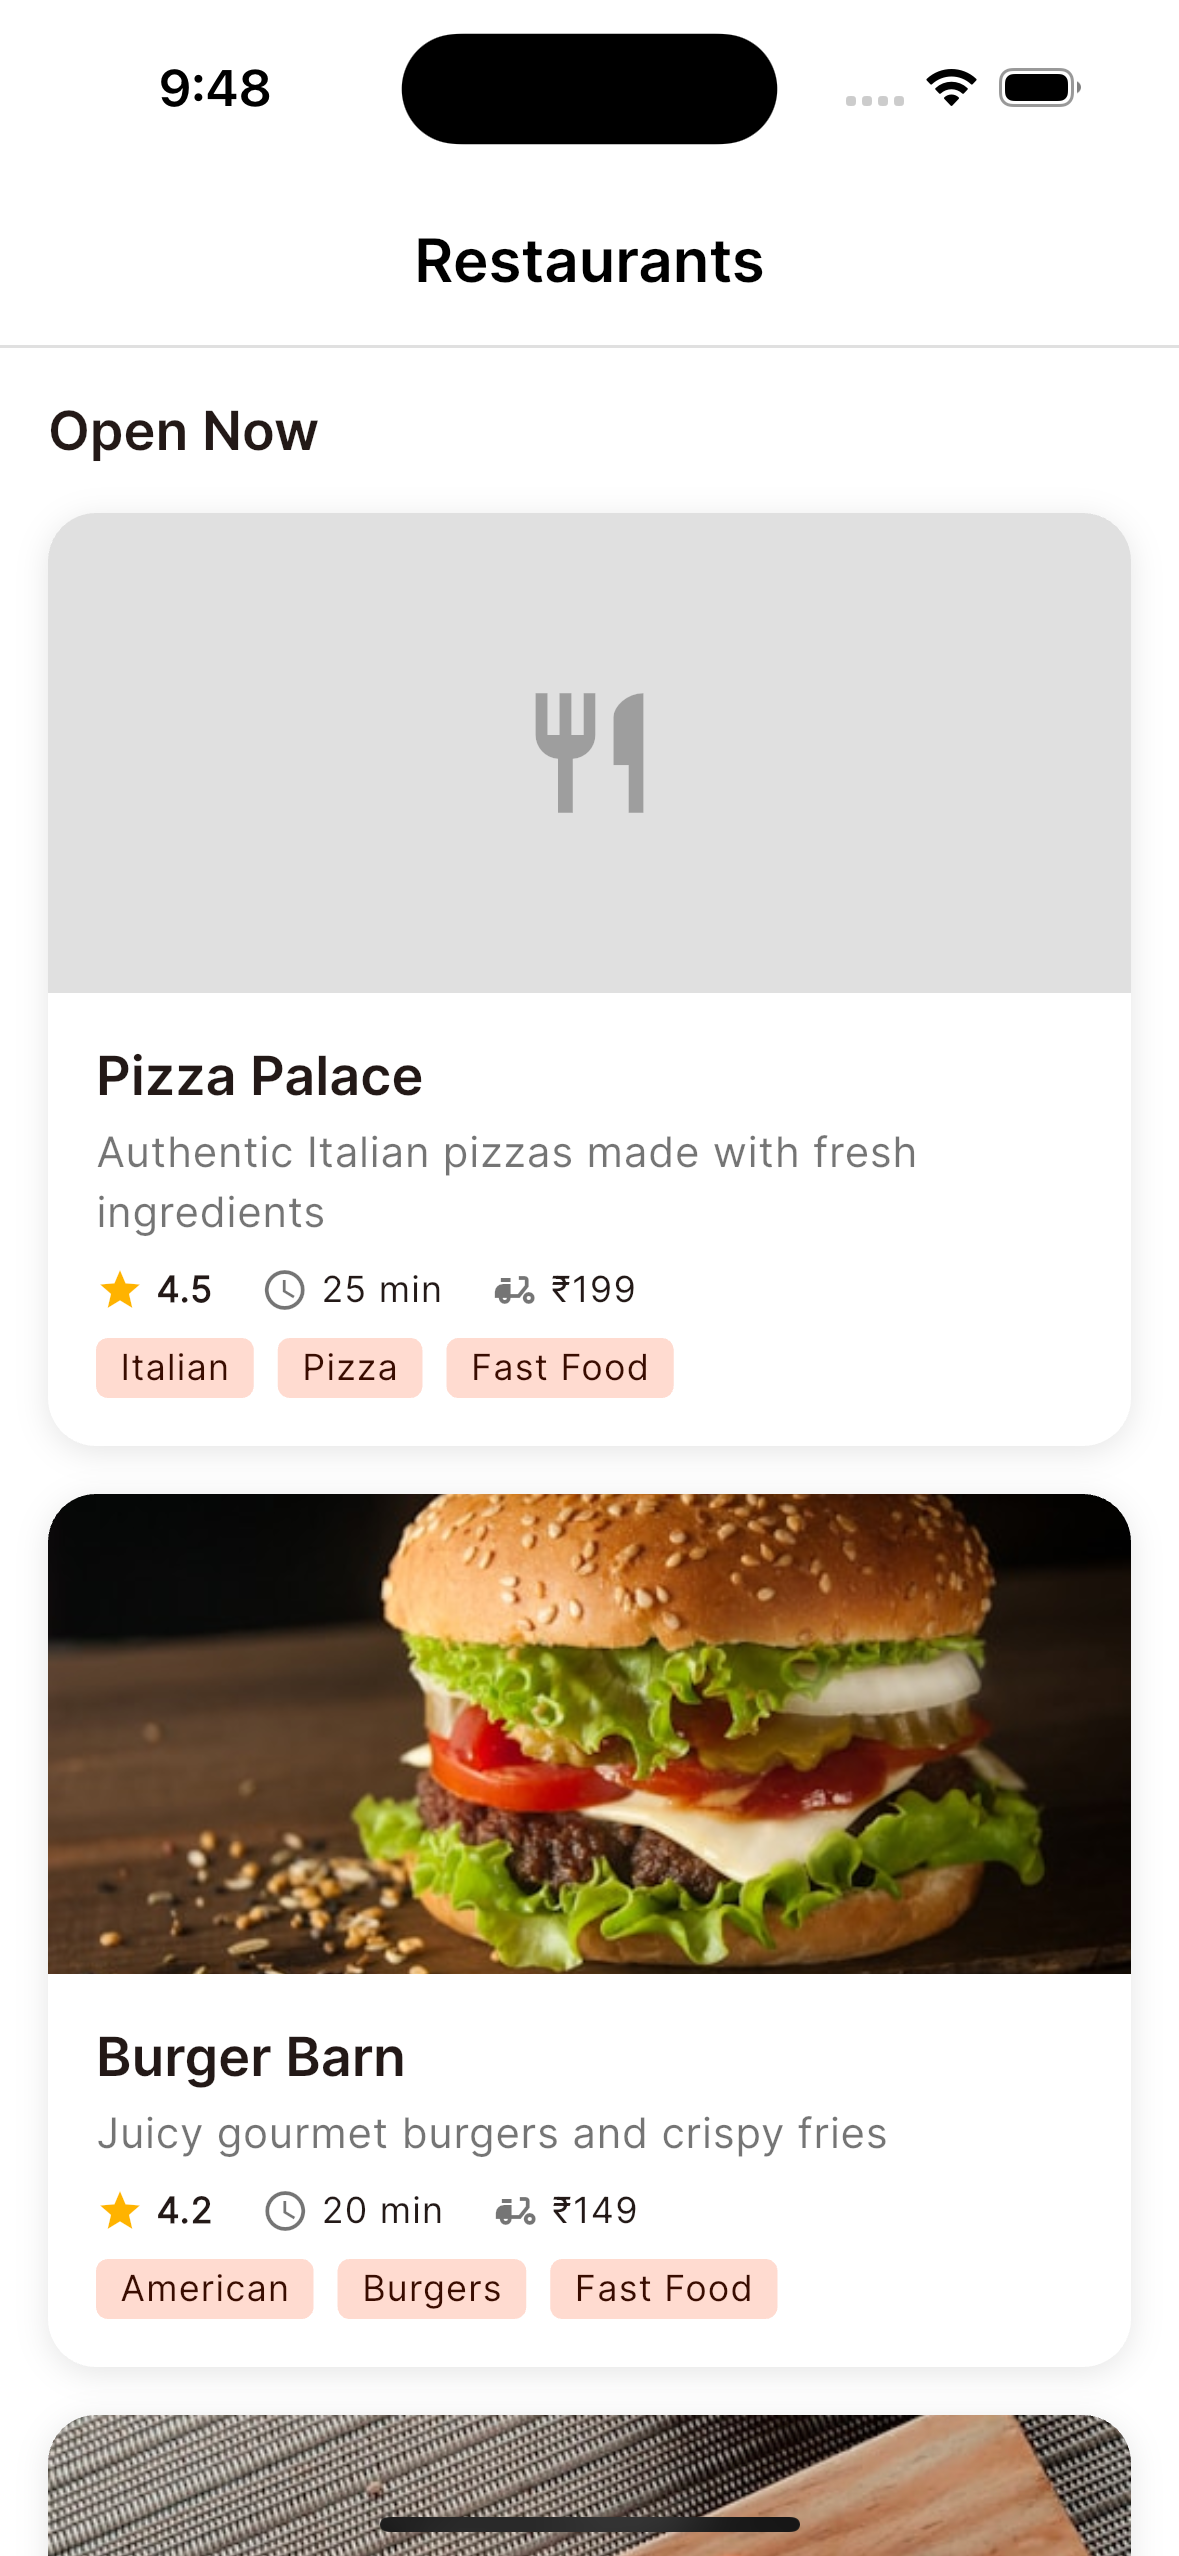 9:48
Restaurants
Open Now
Pizza Palace
Authentic Italian pizzas made with fresh
ingredients
4.5 25 min ₹199
Italian Pizza Fast Food
Burger Barn
Juicy gourmet burgers and crispy fries
4.2 20 min ₹149
American Burgers Fast Food